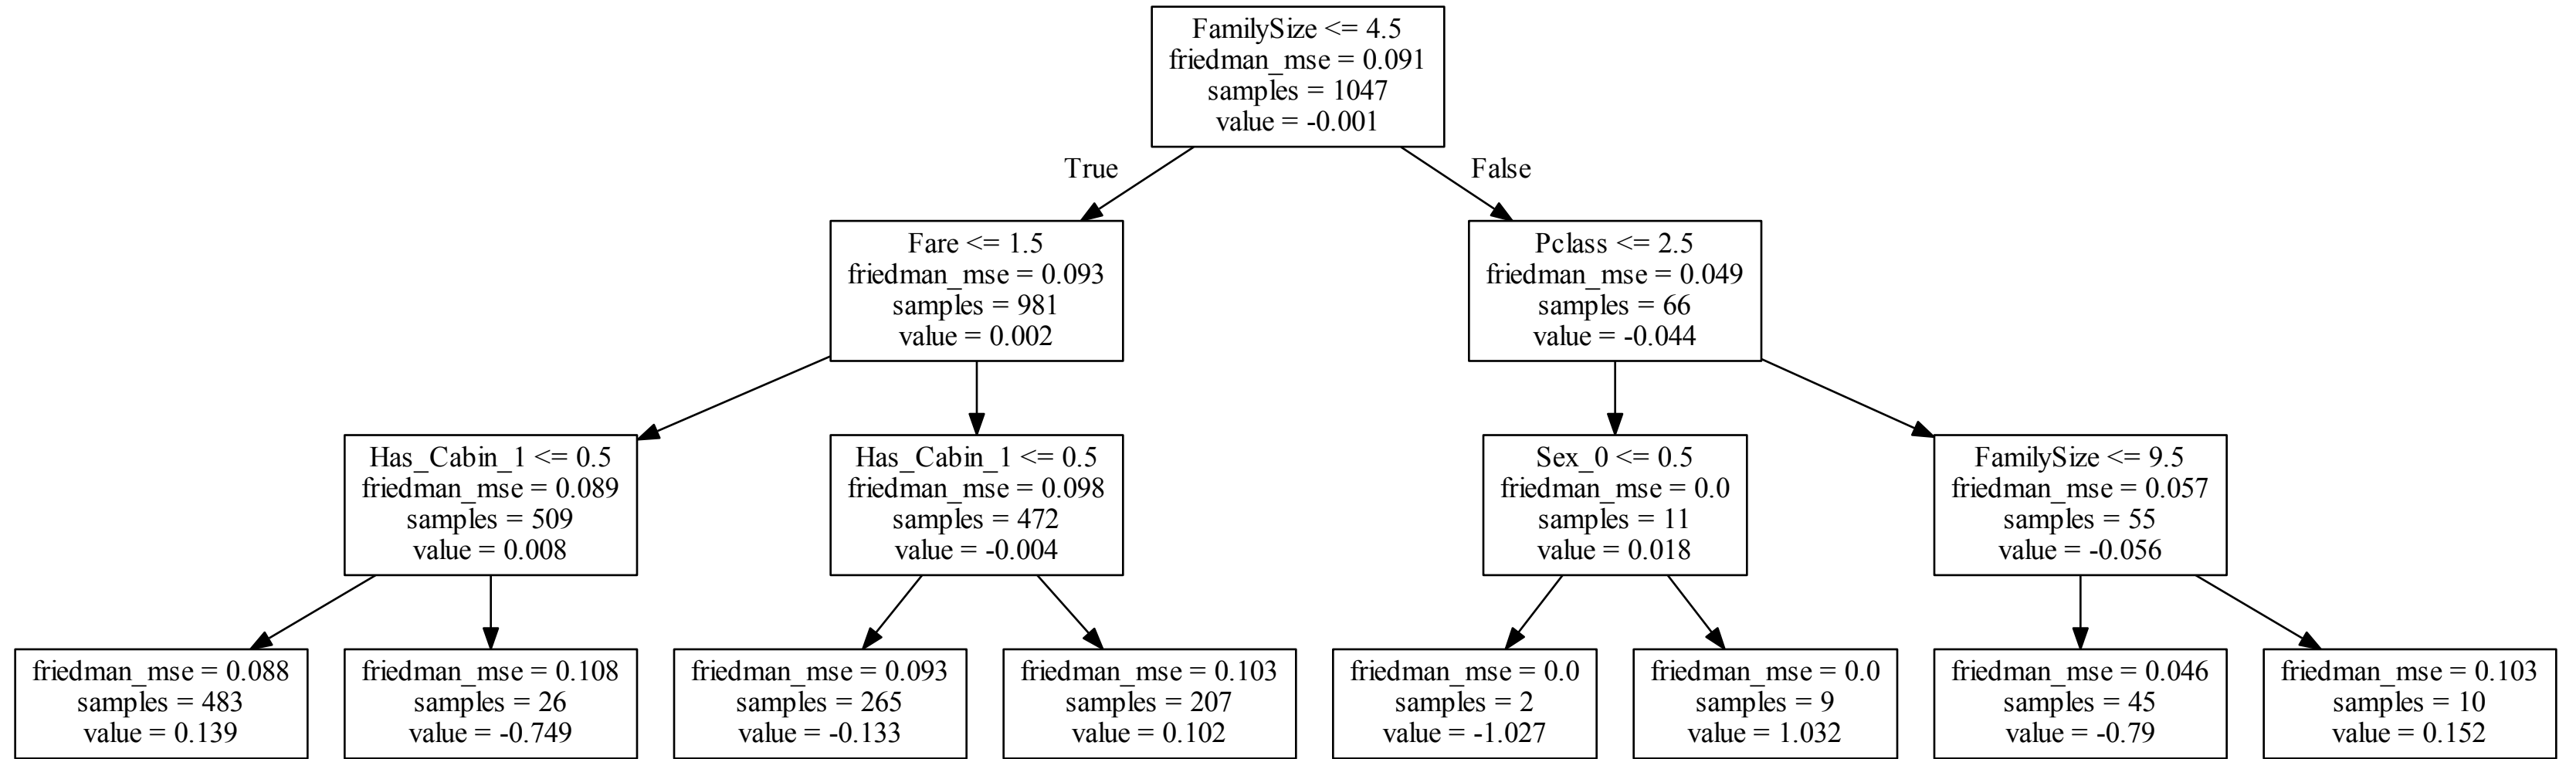 FamilySize <= 4.5
friedman_mse = 0.091
samples = 1047
value = -0.001
True
False
Fare <= 1.5
friedman_mse = 0.093
samples = 981
value = 0.002
Pclass <= 2.5
friedman_mse = 0.049
samples = 66
value = -0.044
Has_Cabin_1 <= 0.5
friedman_mse = 0.089
samples = 509
value = 0.008
Has_Cabin_1 <= 0.5
friedman_mse = 0.098
samples = 472
value = -0.004
Sex_0 <= 0.5
friedman_mse = 0.0
samples = 11
value = 0.018
FamilySize <= 9.5
friedman_mse = 0.057
samples = 55
value = -0.056
friedman_mse = 0.088
samples = 483
value = 0.139
friedman_mse = 0.108
samples = 26
value = -0.749
friedman_mse = 0.093
samples = 265
value = -0.133
friedman_mse = 0.103
samples = 207
value = 0.102
friedman_mse = 0.0
samples = 2
value = -1.027
friedman_mse = 0.0
samples = 9
value = 1.032
friedman_mse = 0.046
samples = 45
value = -0.79
friedman_mse = 0.103
samples = 10
value = 0.152